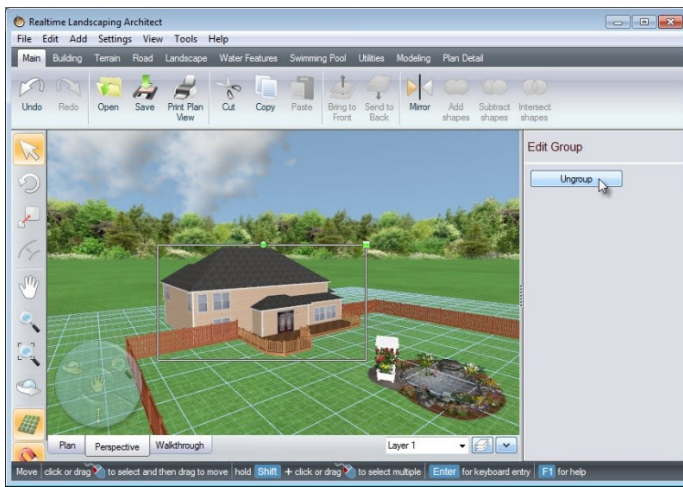 Realtime Landscaping Architect
File Edit Add Settings View Tools Help
Main Building Terrain Road Landscape Water Features Swimming Pool Utilities Modeling Plan Detail
Undo Redo Open Save Print Plan View Cut Copy Paste Bring to Front Send to Back Mirror Add shapes Subtract shapes Intersect shapes
Edit Group
Ungroup
Plan Perspective Walkthrough Layer 1
Move click or drag to select and then drag to move hold Shift + click or drag to select multiple Enter for keyboard entry F1 for help